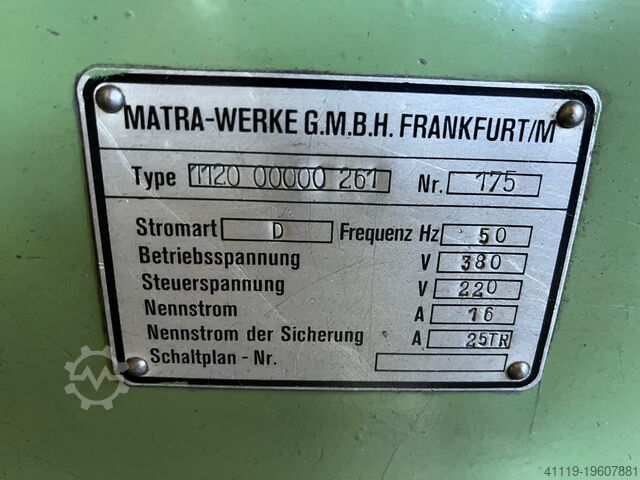 MATRA-WERKE G.M.B.H. FRANKFURT/M
Type 1120 00000 261 Nr. 175
Stromart D Frequenz Hz 50
Betriebsspannung V 380
Steuerspannung V 220
Nennstrom A 16
Nennstrom der Sicherung A 25TR
Schaltplan - Nr.
41119-19607881